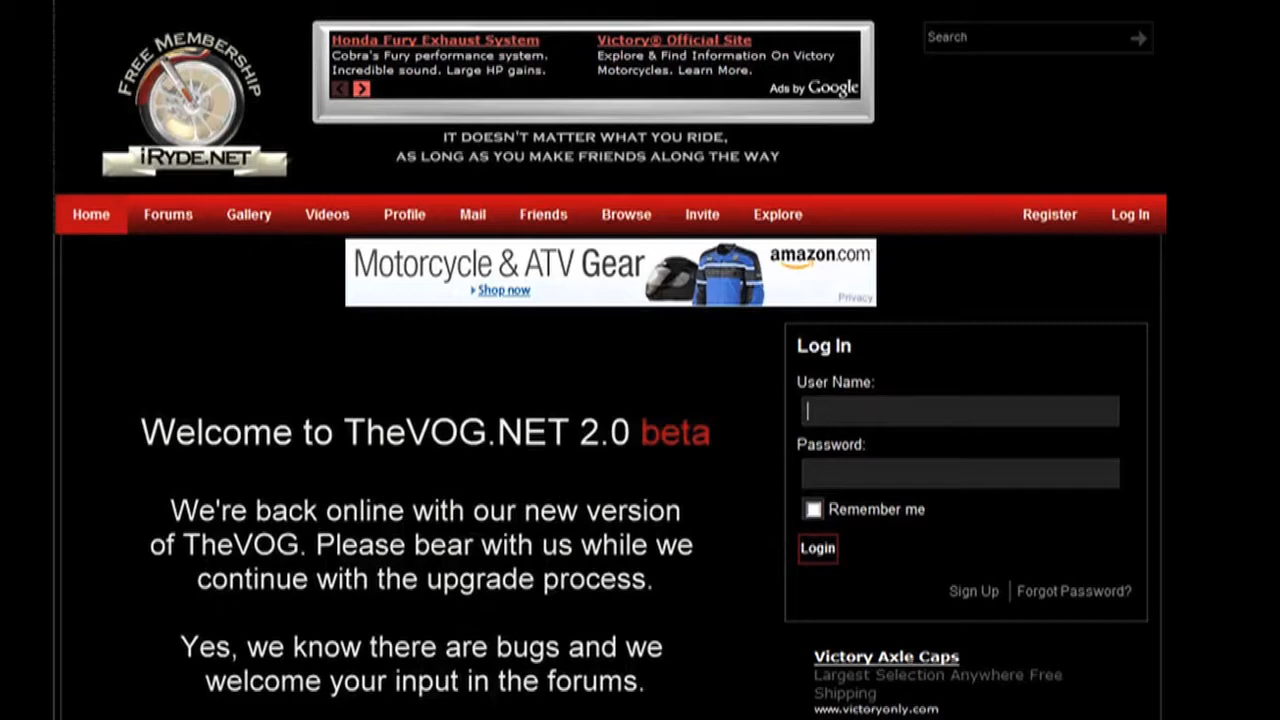 FREE MEMBERSHIP
iRYDE.NET
Honda Fury Exhaust System
Cobra's Fury performance system.
Incredible sound. Large HP gains.
Victory® Official Site
Explore & Find Information On Victory
Motorcycles. Learn More.
Ads by Google
Search
IT DOESN'T MATTER WHAT YOU RIDE,
AS LONG AS YOU MAKE FRIENDS ALONG THE WAY
Home Forums Gallery Videos Profile Mail Friends Browse Invite Explore Register Log In
Motorcycle & ATV Gear
Shop now
amazon.com
Privacy
Welcome to TheVOG.NET 2.0 beta
We're back online with our new version
of TheVOG. Please bear with us while we
continue with the upgrade process.
Yes, we know there are bugs and we
welcome your input in the forums.
Log In
User Name:
Password:
Remember me
Login
Sign Up Forgot Password?
Victory Axle Caps
Largest Selection Anywhere Free
Shipping
www.victoryonly.com